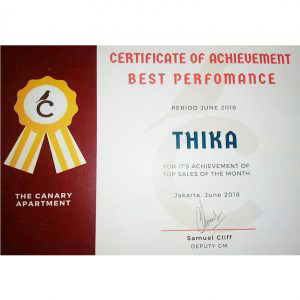 CERTIFICATE OF ACHIEVEMENT
BEST PERFOMANCE
PERIOD JUNE 2018
THIKA
FOR IT'S ACHIEVEMENT OF
TOP SALES OF THE MONTH
Jakarta, June 2018
Samuel Cliff
DEPUTY GM
C
THE CANARY
APARTMENT